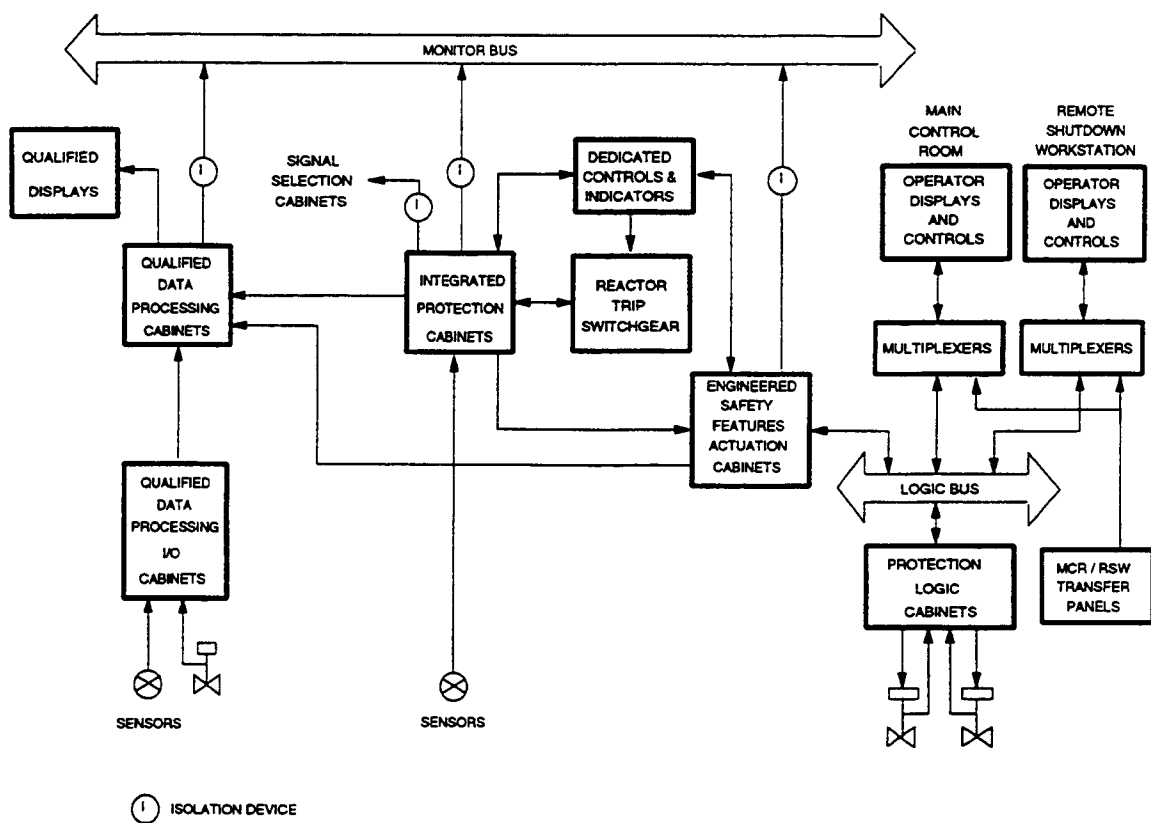 MONITOR BUS
MAIN
CONTROL
ROOM
REMOTE
SHUTDOWN
WORKSTATION
QUALIFIED
DISPLAYS
I
SIGNAL
SELECTION
CABINETS
I
I
DEDICATED
CONTROLS &
INDICATORS
I
OPERATOR
DISPLAYS
AND
CONTROLS
OPERATOR
DISPLAYS
AND
CONTROLS
QUALIFIED
DATA
PROCESSING
CABINETS
INTEGRATED
PROTECTION
CABINETS
REACTOR
TRIP
SWITCHGEAR
MULTIPLEXERS
MULTIPLEXERS
ENGINEERED
SAFETY
FEATURES
ACTUATION
CABINETS
QUALIFIED
DATA
PROCESSING
I/O
CABINETS
LOGIC BUS
PROTECTION
LOGIC
CABINETS
MCR / RSW
TRANSFER
PANELS
SENSORS
SENSORS
I ISOLATION DEVICE